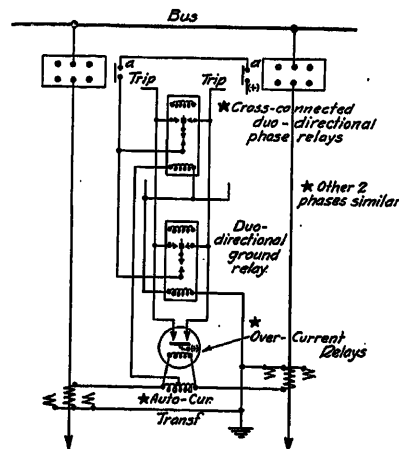 Bus
a
a
Trip
Trip
(+)
★ Cross-connected
duo-directional
phase relays
★ Other 2
phases similar
Duo-
directional
ground
relay
★
Over-Current
Relays
(+)
★ Auto-Cur.
Transf